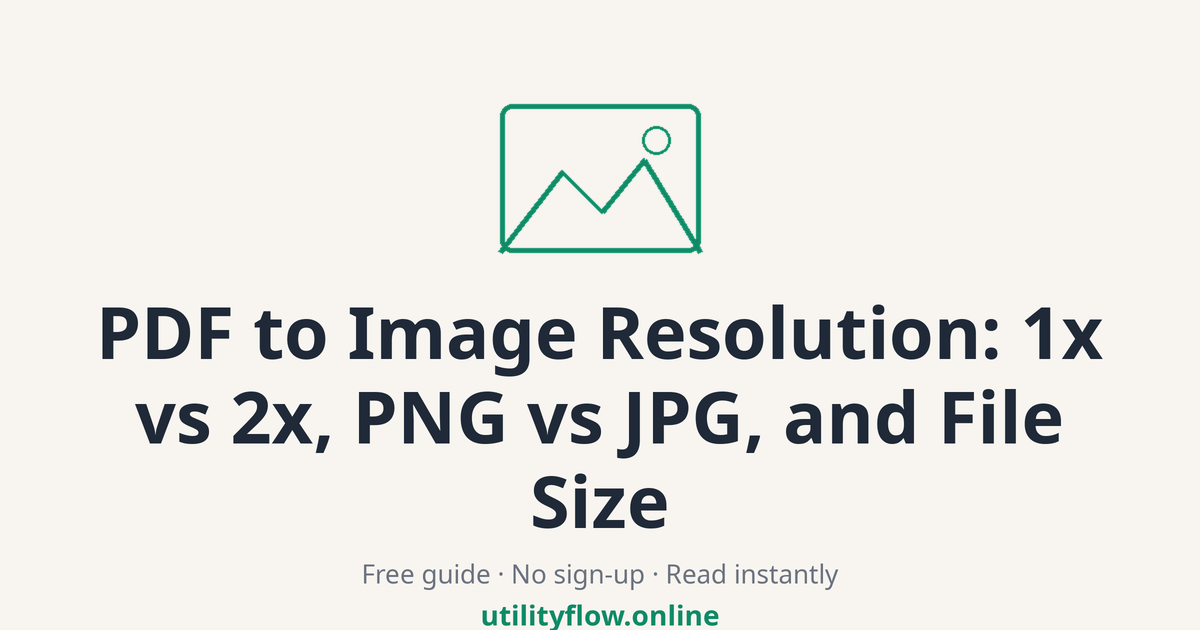 PDF to Image Resolution: 1x
vs 2x, PNG vs JPG, and File
Size
Free guide · No sign-up · Read instantly
utilityflow.online